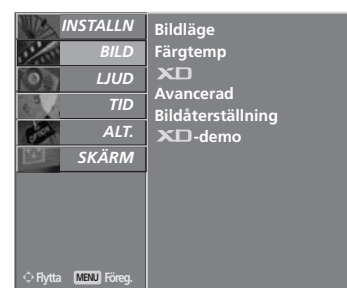 INSTALLN
BILD
LJUD
TID
ALT.
SKÄRM
Bildläge
Färgtemp
XD
Avancerad
Bildåterställning
XD-demo
Flytta MENU Föreg.